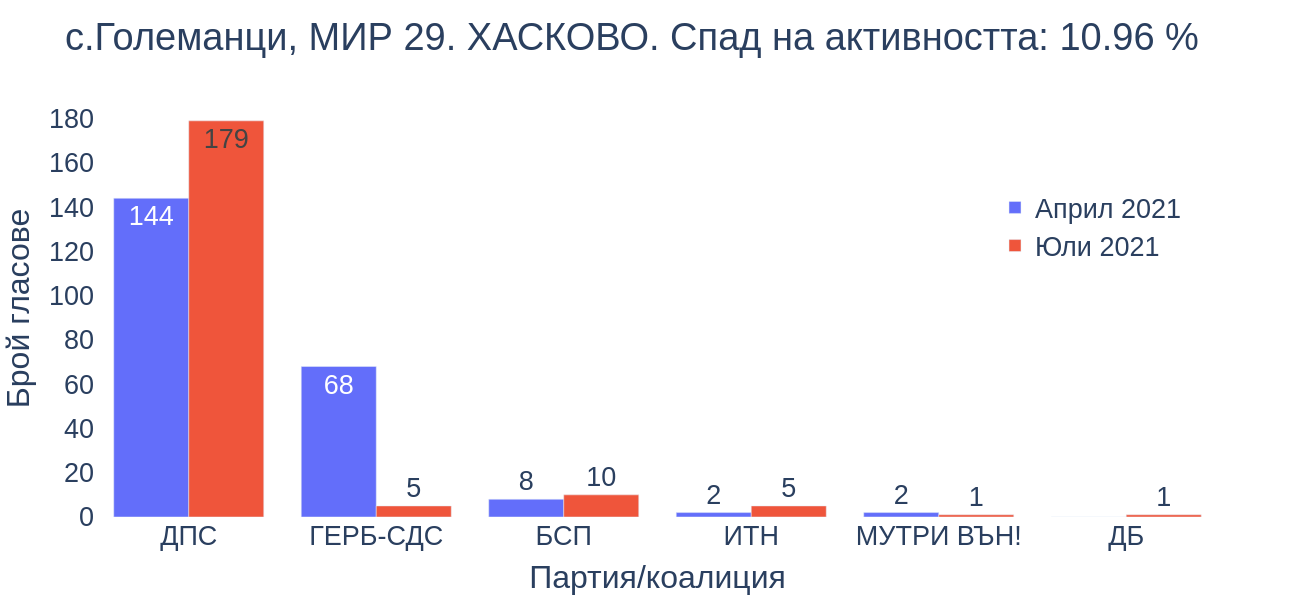 с.Големанци, МИР 29. ХАСКОВО. Спад на активността: 10.96 %
180
160
140
120
100
80
60
40
20
0
Брой гласове
144
179
68
5
8
10
2
5
2
1
1
Април 2021
Юли 2021
ДПС
ГЕРБ-СДС
БСП
ИТН
МУТРИ ВЪН!
ДБ
Партия/коалиция